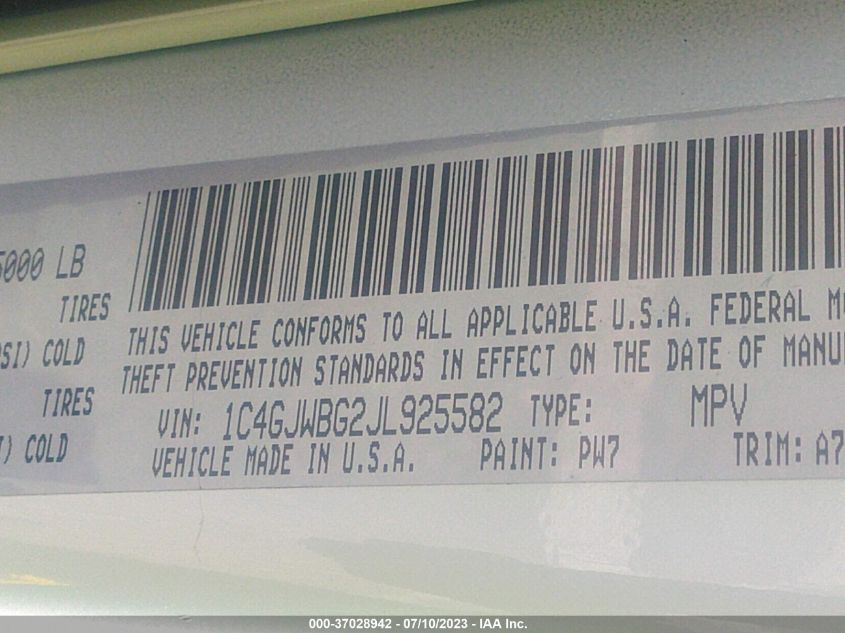 5000 LB
TIRES
SI) COLD
TIRES
) COLD
THIS VEHICLE CONFORMS TO ALL APPLICABLE U.S.A. FEDERAL M
THEFT PREVENTION STANDARDS IN EFFECT ON THE DATE OF MANU
VIN: 1C4GJWBG2JL925582 TYPE: MPV
VEHICLE MADE IN U.S.A. PAINT: PW7 TRIM: A7
000-37028942 - 07/10/2023 - IAA Inc.